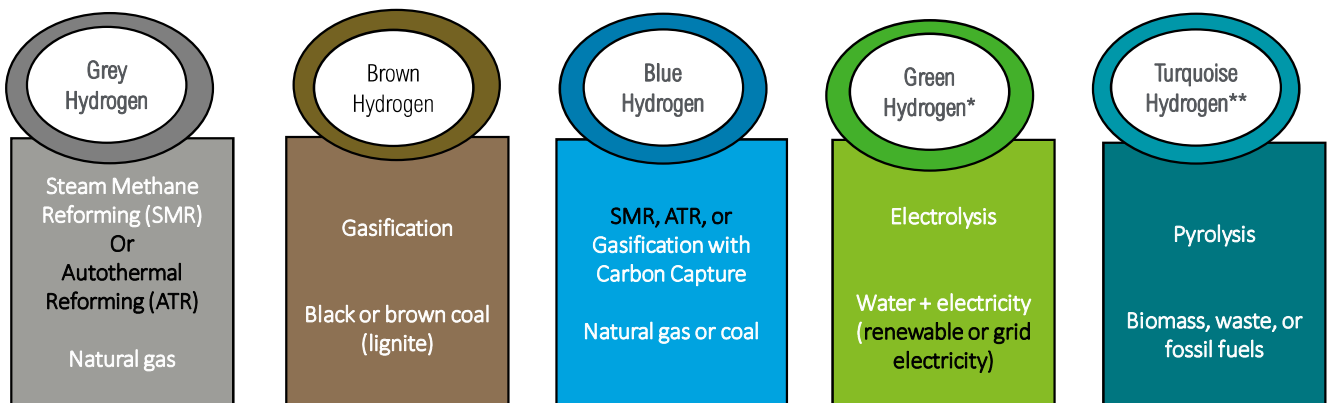 Grey
Hydrogen
Steam Methane
Reforming (SMR)
Or
Autothermal
Reforming (ATR)
Natural gas
Brown
Hydrogen
Gasification
Black or brown coal
(lignite)
Blue
Hydrogen
SMR, ATR, or
Gasification with
Carbon Capture
Natural gas or coal
Green
Hydrogen*
Electrolysis
Water + electricity
(renewable or grid
electricity)
Turquoise
Hydrogen**
Pyrolysis
Biomass, waste, or
fossil fuels